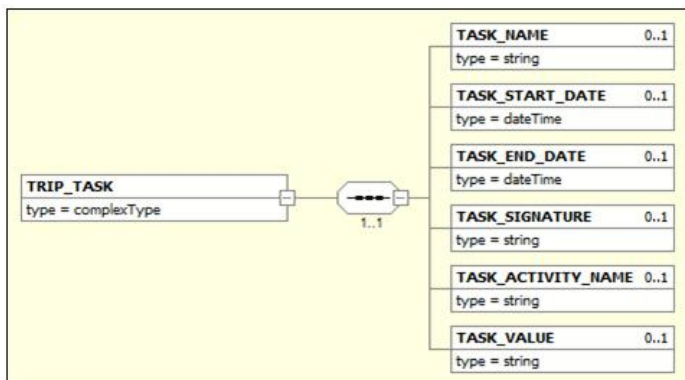 TRIP_TASK
type = complexType
1..1
TASK_NAME 0..1
type = string
TASK_START_DATE 0..1
type = dateTime
TASK_END_DATE 0..1
type = dateTime
TASK_SIGNATURE 0..1
type = string
TASK_ACTIVITY_NAME 0..1
type = string
TASK_VALUE 0..1
type = string